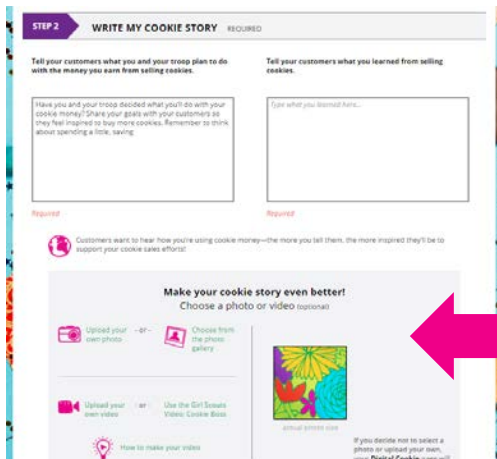 STEP 2 WRITE MY COOKIE STORY REQUIRED
Tell your customers what you and your troop plan to do
with the money you earn from selling cookies.
Have you and your troop decided what you'll do with your
cookie money? Share your goals with your customers so
they feel inspired to buy more cookies. Remember to think
about spending a little, saving
Required
Tell your customers what you learned from selling
cookies.
Type what you learned here...
Required
Customers want to hear how you're using cookie money—the more you tell them, the more inspired they'll be to
support your cookie sales efforts!
Make your cookie story even better!
Choose a photo or video (optional)
Upload your
own photo
- or -
Choose from
the photo
gallery
Upload your
own video
- or -
Use the Girl Scouts
Video: Cookie Boss
How to make your video
actual screen size
If you decide not to select a
photo or upload your own,
your Digital Cookie page will